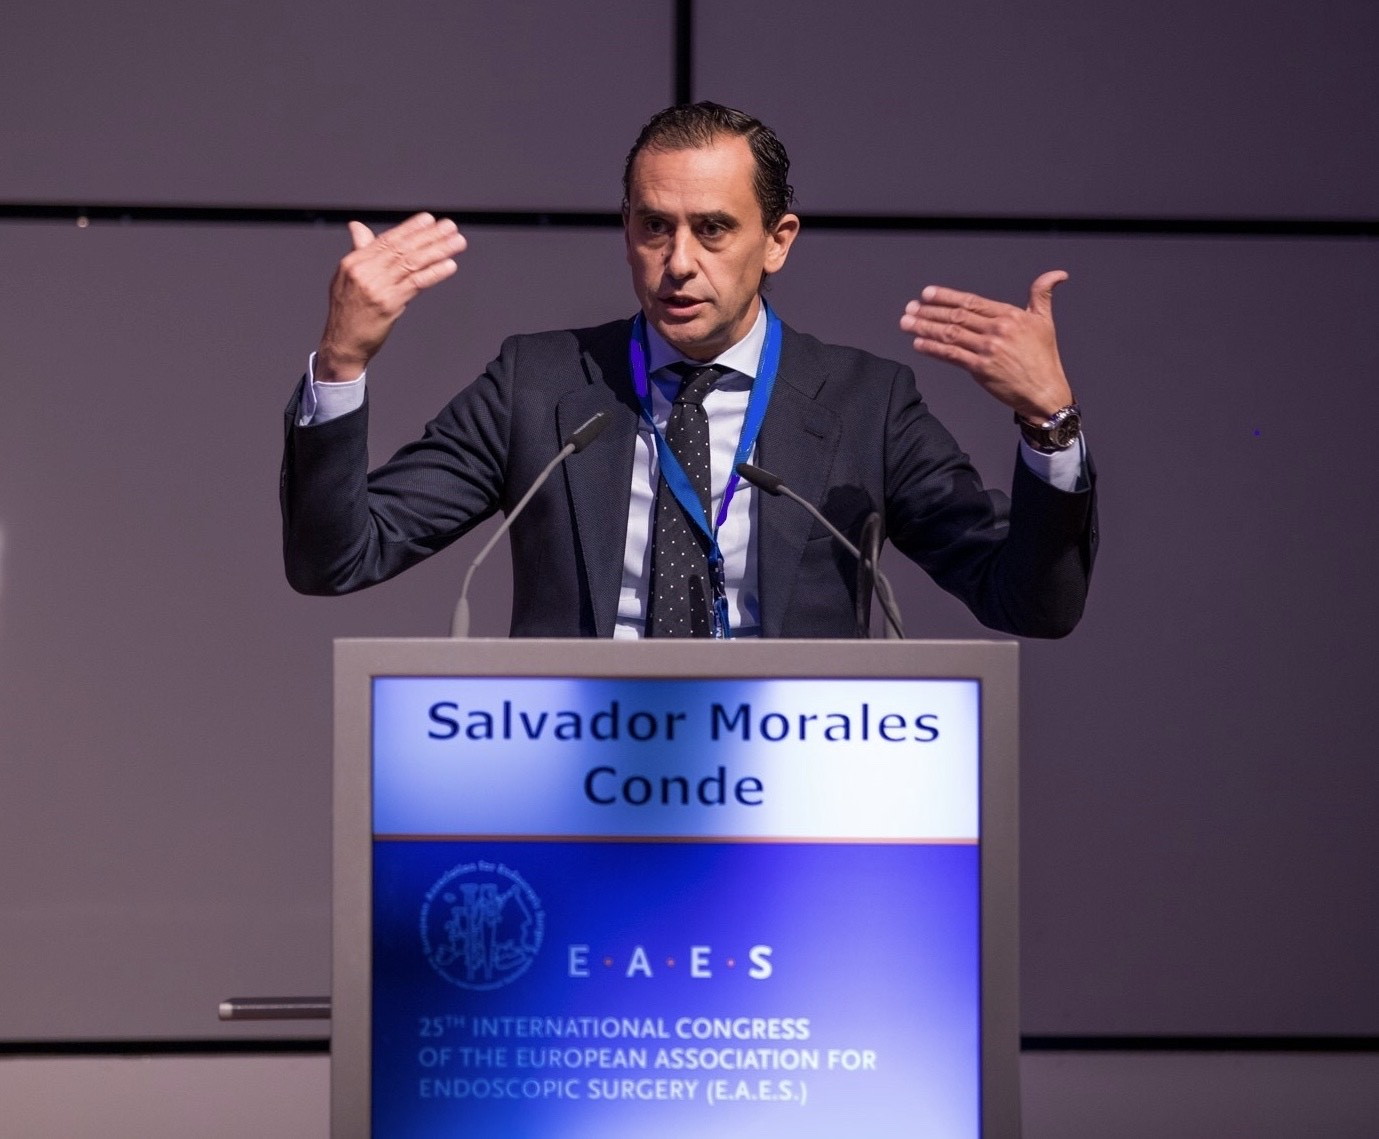 Salvador Morales
Conde
E·A·E·S
25TH INTERNATIONAL CONGRESS
OF THE EUROPEAN ASSOCIATION FOR
ENDOSCOPIC SURGERY (E.A.E.S.)